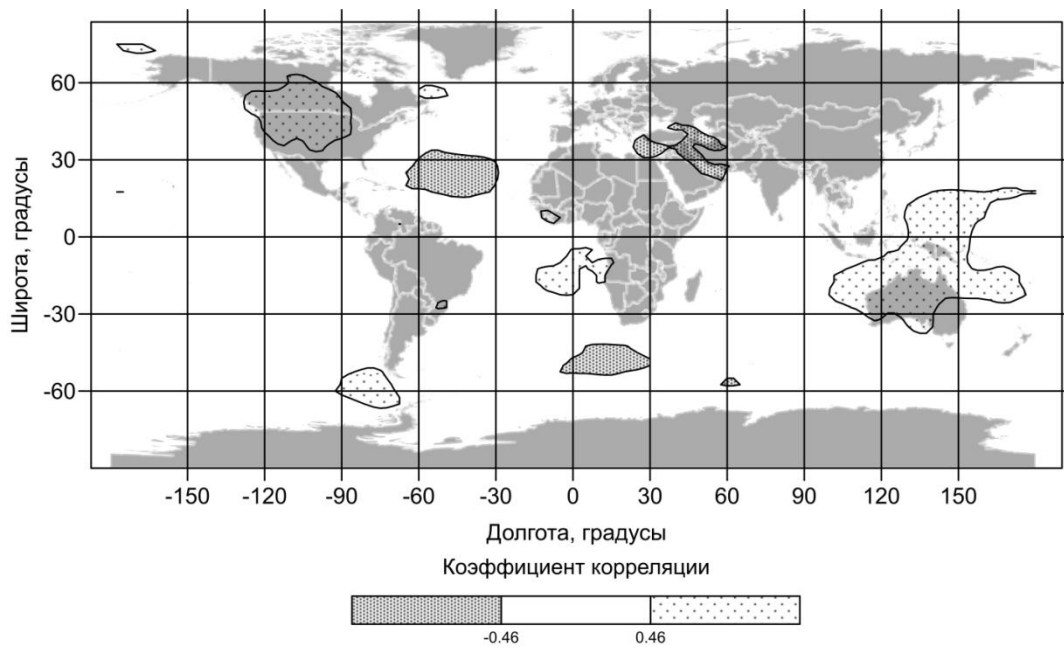 Широта, градусы
60
30
0
-30
-60
-150 -120 -90 -60 -30 0 30 60 90 120 150
Долгота, градусы
Коэффициент корреляции
-0.46 0.46